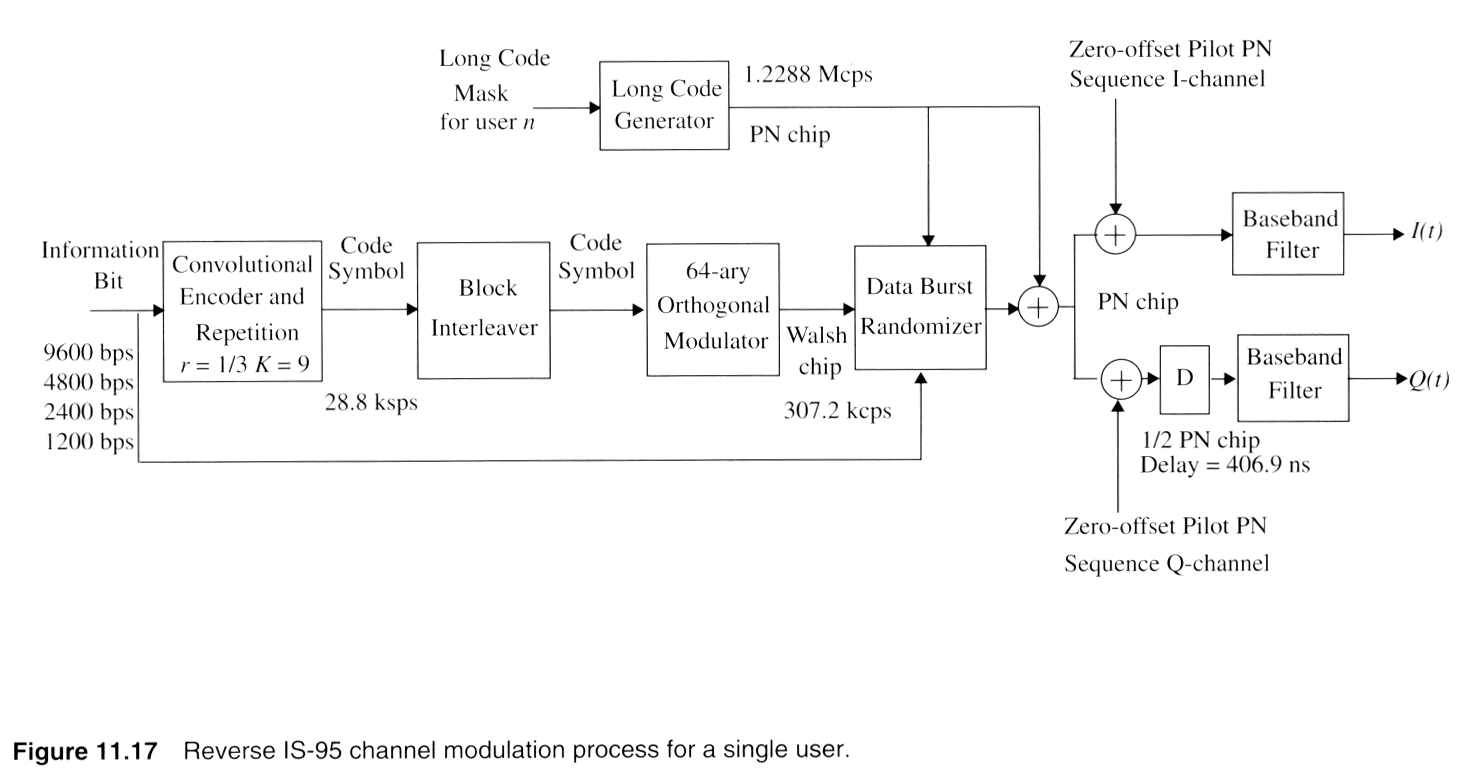 Long Code
Mask
for user n
Long Code
Generator
1.2288 Mcps
PN chip
Zero-offset Pilot PN
Sequence I-channel
Information
Bit
9600 bps
4800 bps
2400 bps
1200 bps
Convolutional
Encoder and
Repetition
r = 1/3 K = 9
Code
Symbol
28.8 ksps
Block
Interleaver
Code
Symbol
64-ary
Orthogonal
Modulator
Walsh
chip
307.2 kcps
Data Burst
Randomizer
+
+
PN chip
+
D
1/2 PN chip
Delay = 406.9 ns
Baseband
Filter
I(t)
Baseband
Filter
Q(t)
Zero-offset Pilot PN
Sequence Q-channel
Figure 11.17 Reverse IS-95 channel modulation process for a single user.